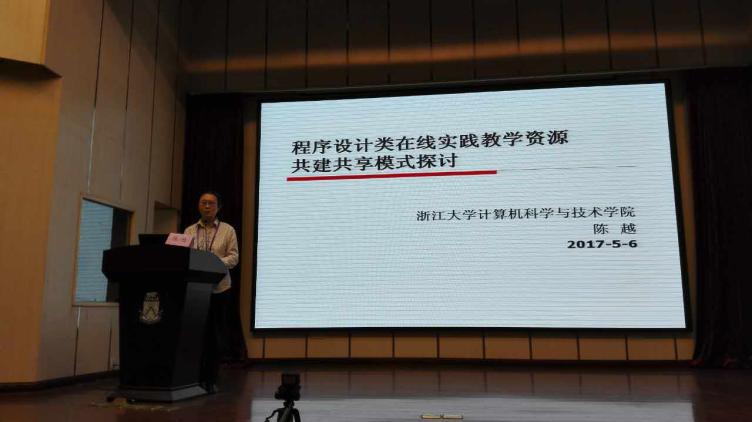 程序设计类在线实践教学资源
共建共享模式探讨
浙江大学计算机科学与技术学院
陈 越
2017-5-6